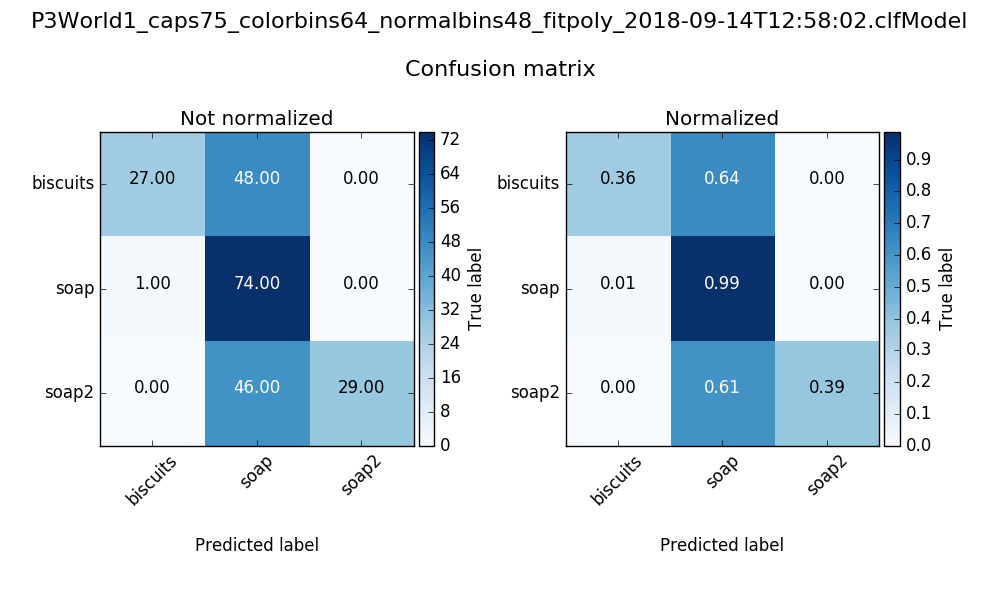 P3World1_caps75_colorbins64_normalbins48_fitpoly_2018-09-14T12:58:02.clfModel
Confusion matrix
Not normalized
biscuits 27.00 48.00 0.00
soap 1.00 74.00 0.00
soap2 0.00 46.00 29.00
biscuits soap soap2
Predicted label
72
64
56
48
40
32
24
16
8
0
True label
Normalized
biscuits 0.36 0.64 0.00
soap 0.01 0.99 0.00
soap2 0.00 0.61 0.39
biscuits soap soap2
Predicted label
0.9
0.8
0.7
0.6
0.5
0.4
0.3
0.2
0.1
0.0
True label